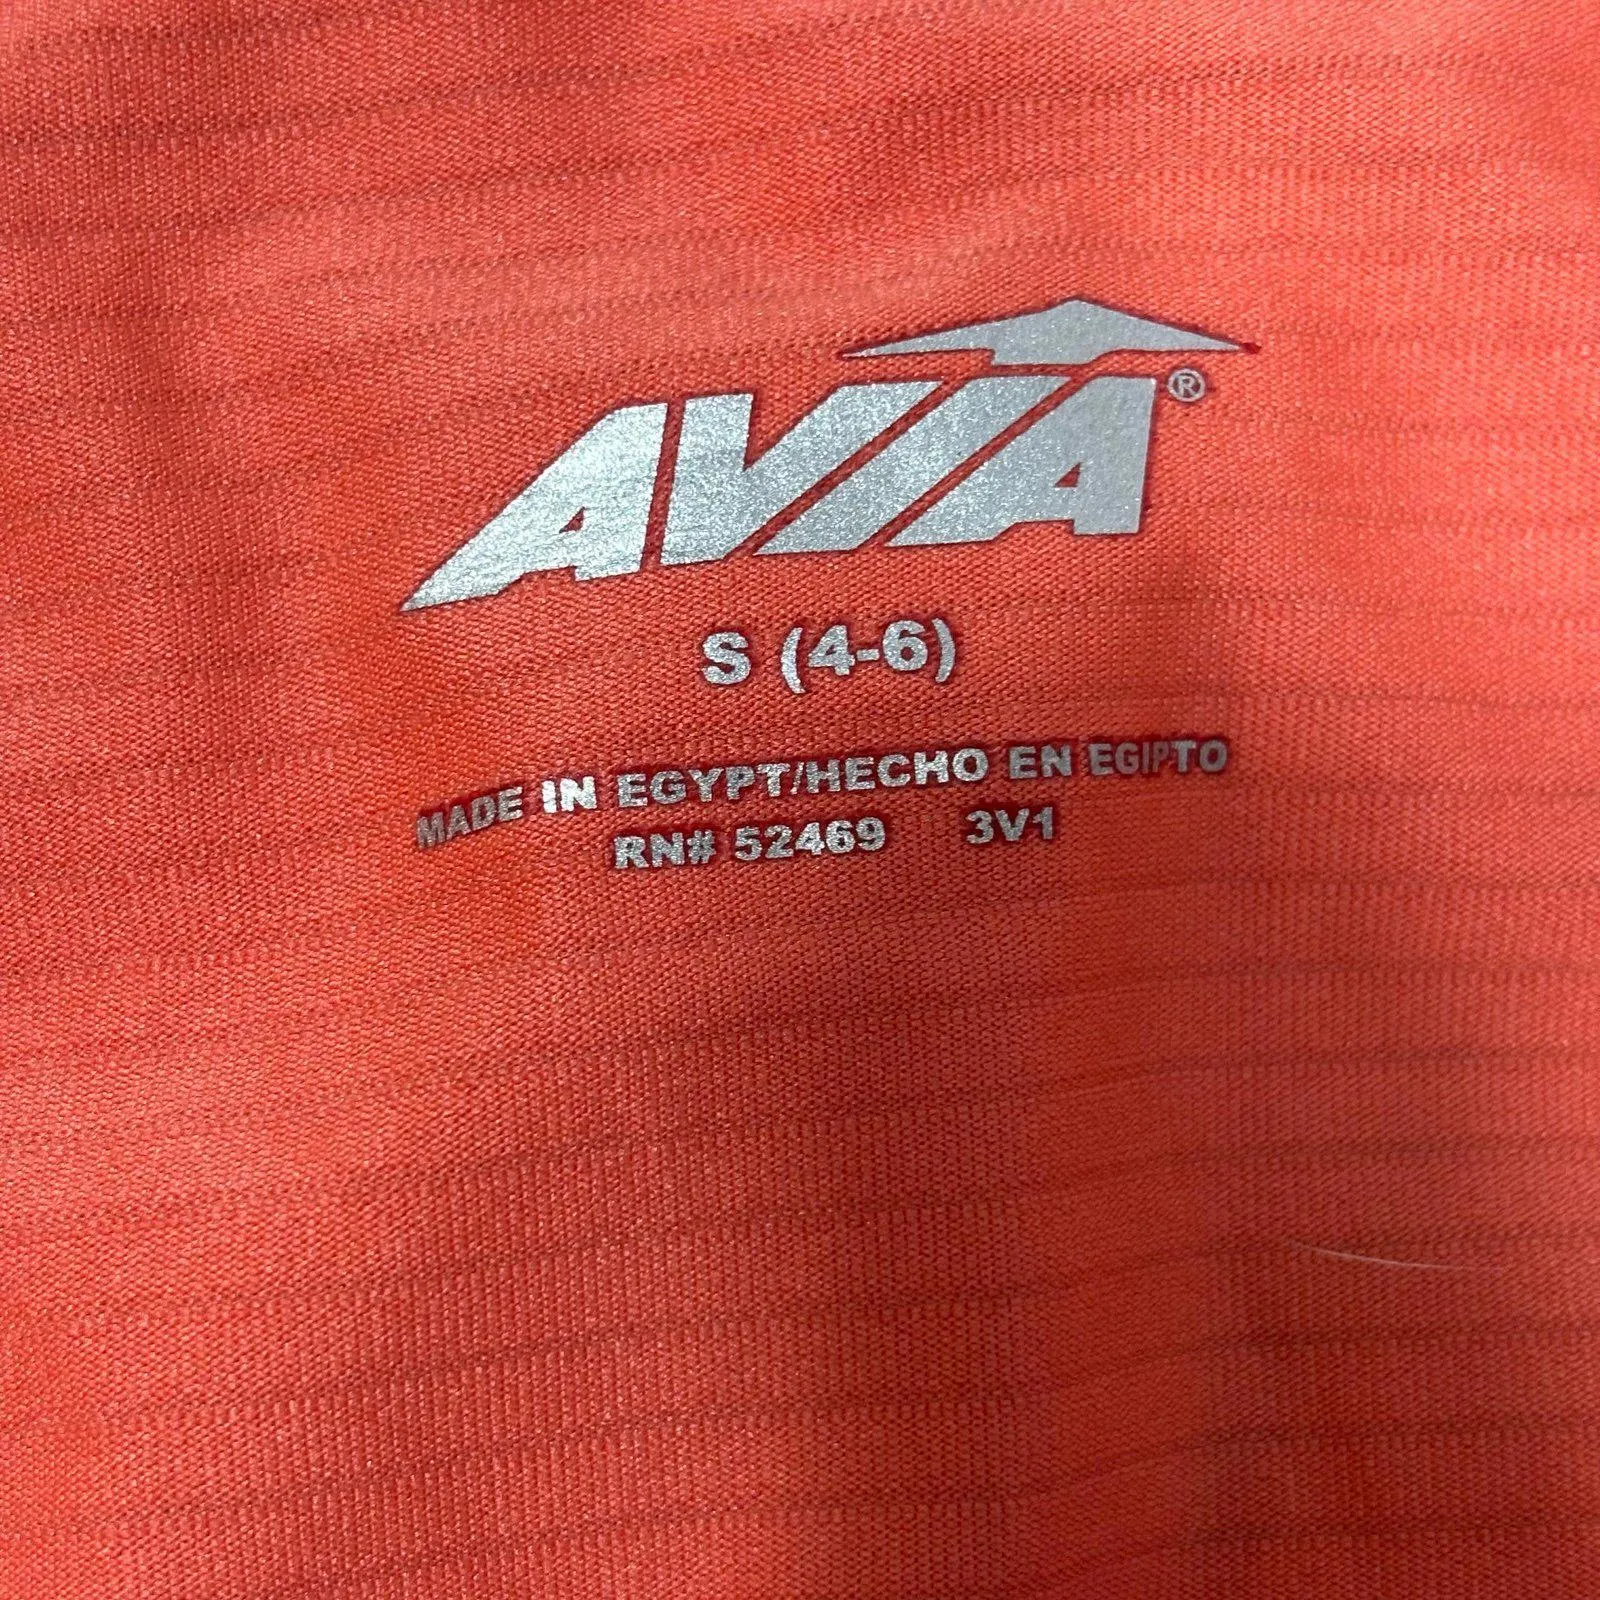 AVIA®
S (4-6)
MADE IN EGYPT/HECHO EN EGIPTO
RN# 52469 3V1